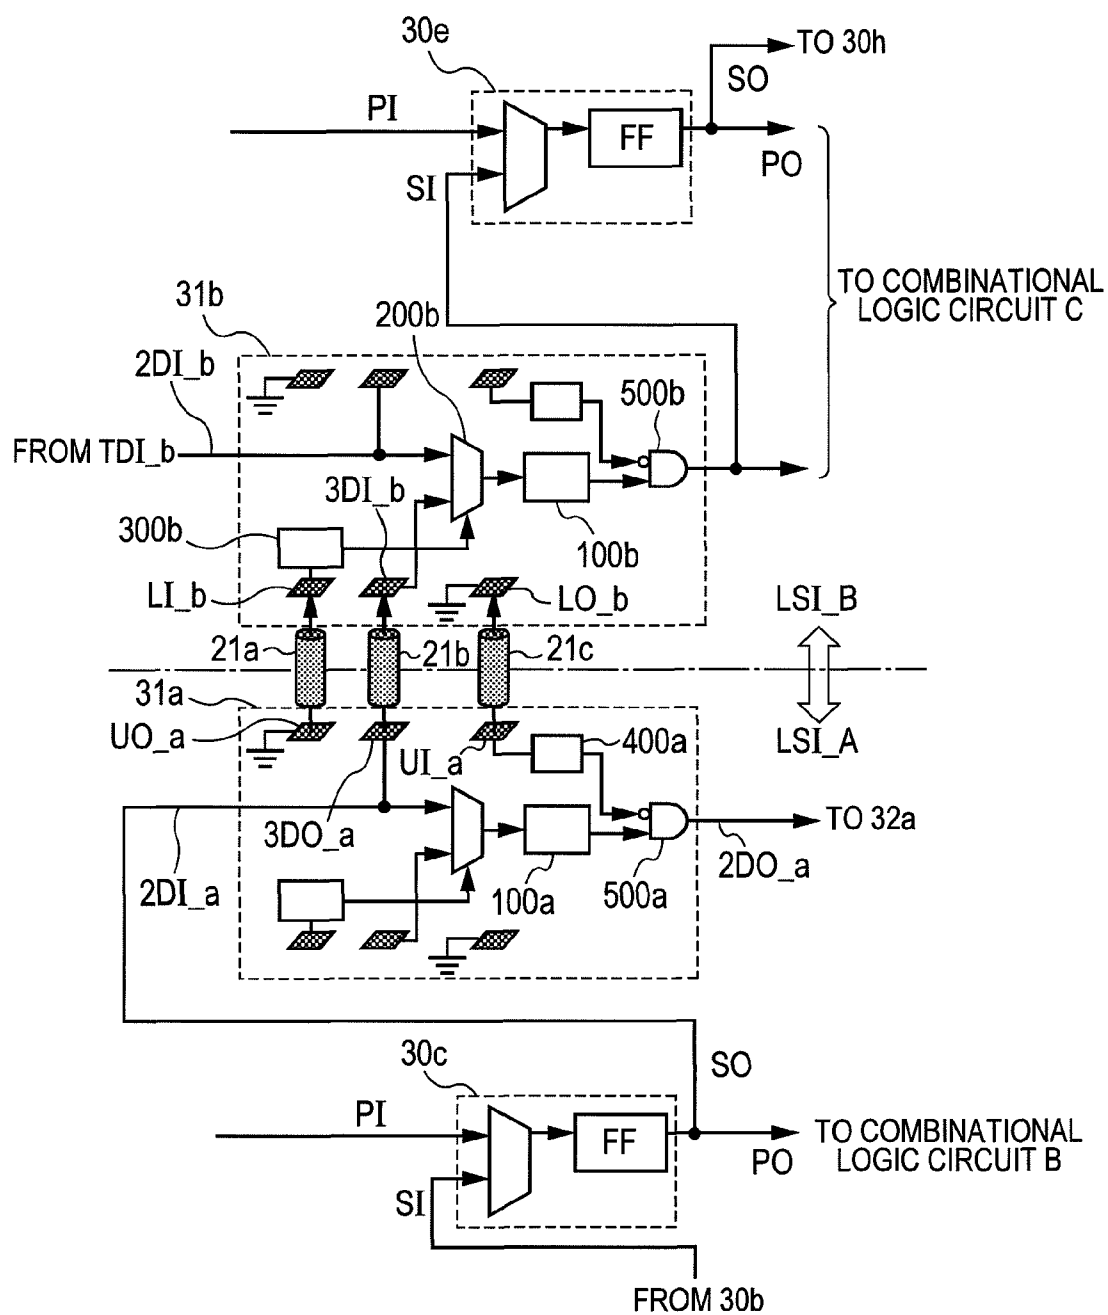 30e
TO 30h
SO
PI
FF
PO
SI
TO COMBINATIONAL
LOGIC CIRCUIT C
31b
200b
2DI_b
500b
FROM TDI_b
3DI_b
300b
100b
LI_b
LO_b
LSI_B
21a
21b
21c
31a
UO_a
UI_a
400a
LSI_A
3DO_a
TO 32a
2DI_a
100a
500a
2DO_a
30c
SO
PI
FF
TO COMBINATIONAL
LOGIC CIRCUIT B
PO
SI
FROM 30b